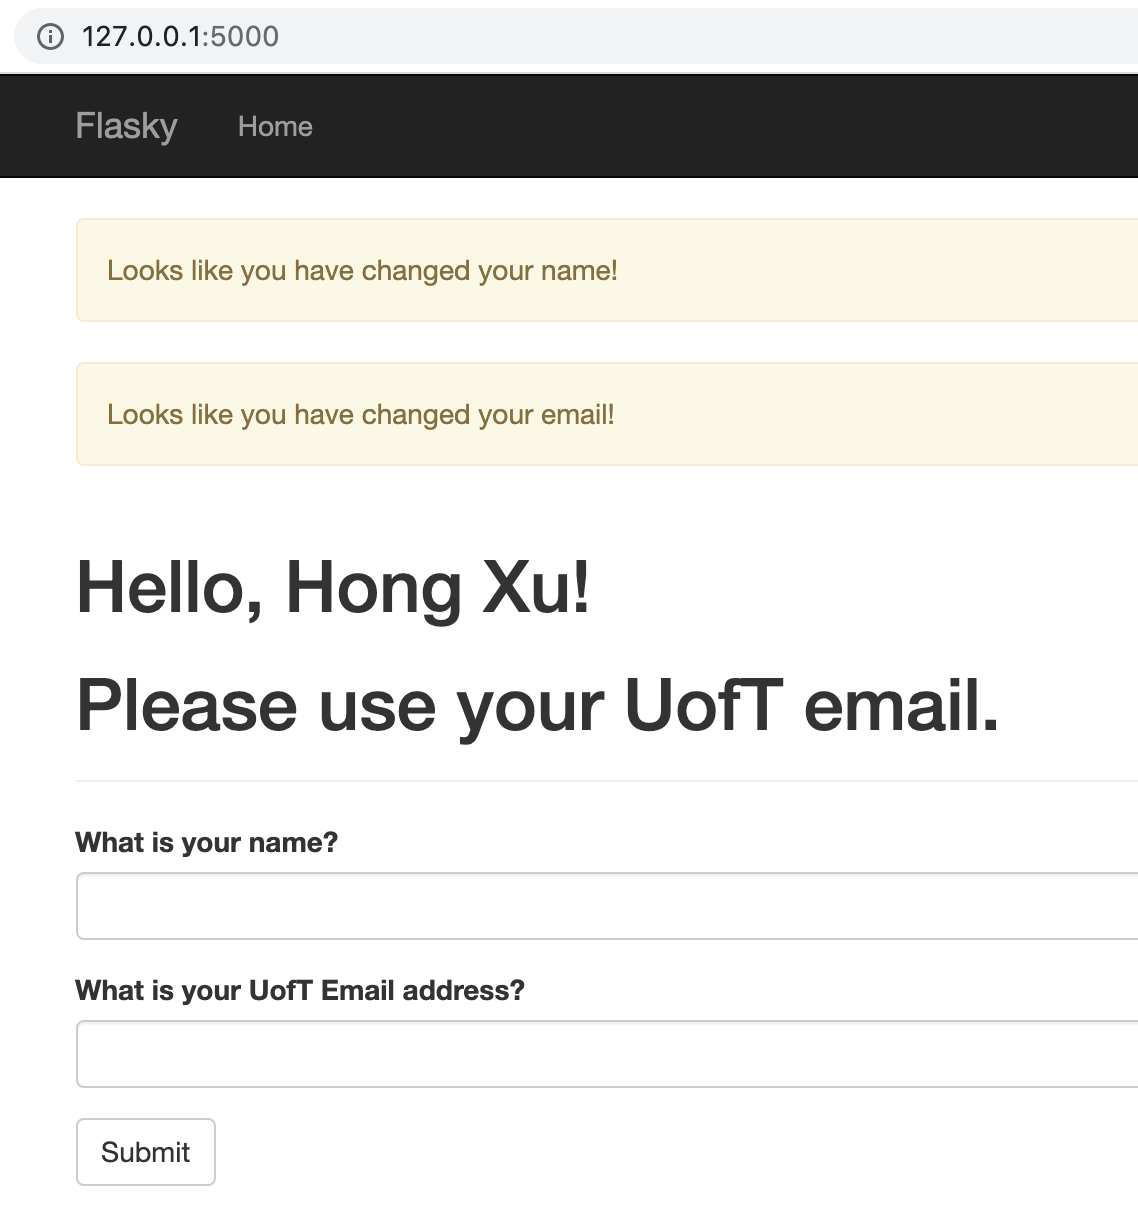 127.0.0.1:5000
Flasky Home
Looks like you have changed your name!
Looks like you have changed your email!
Hello, Hong Xu!
Please use your UofT email.
What is your name?
What is your UofT Email address?
Submit